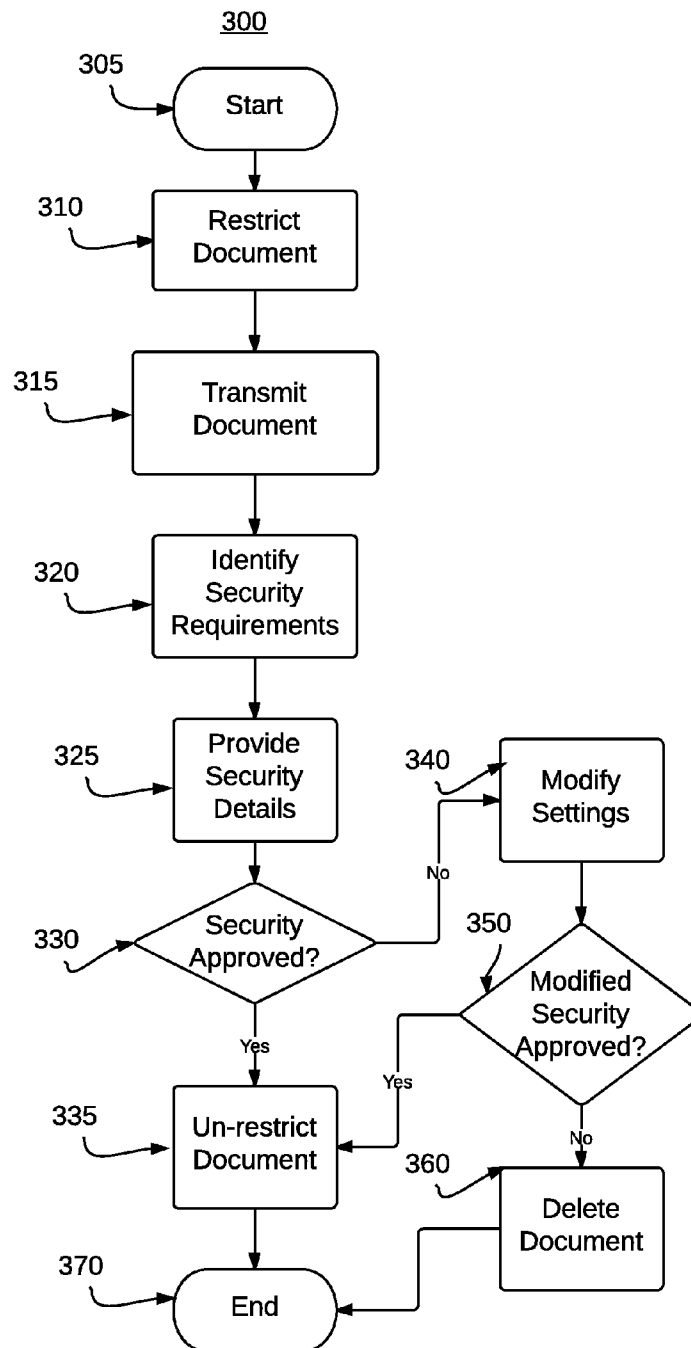 300
305
Start
310
Restrict
Document
315
Transmit
Document
320
Identify
Security
Requirements
325
Provide
Security
Details
340
Modify
Settings
No
330
Security
Approved?
350
Modified
Security
Approved?
Yes
Yes
No
335
Un-restrict
Document
360
Delete
Document
370
End